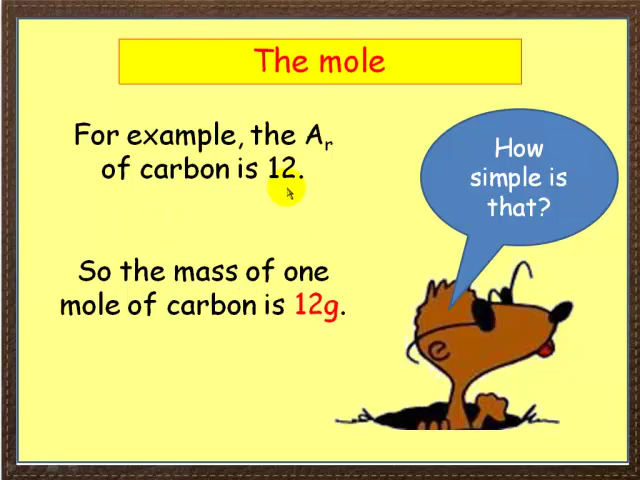 The mole
For example, the Ar
of carbon is 12.
How
simple is
that?
So the mass of one
mole of carbon is 12g.